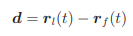 d = r_l(t) − r_f(t)